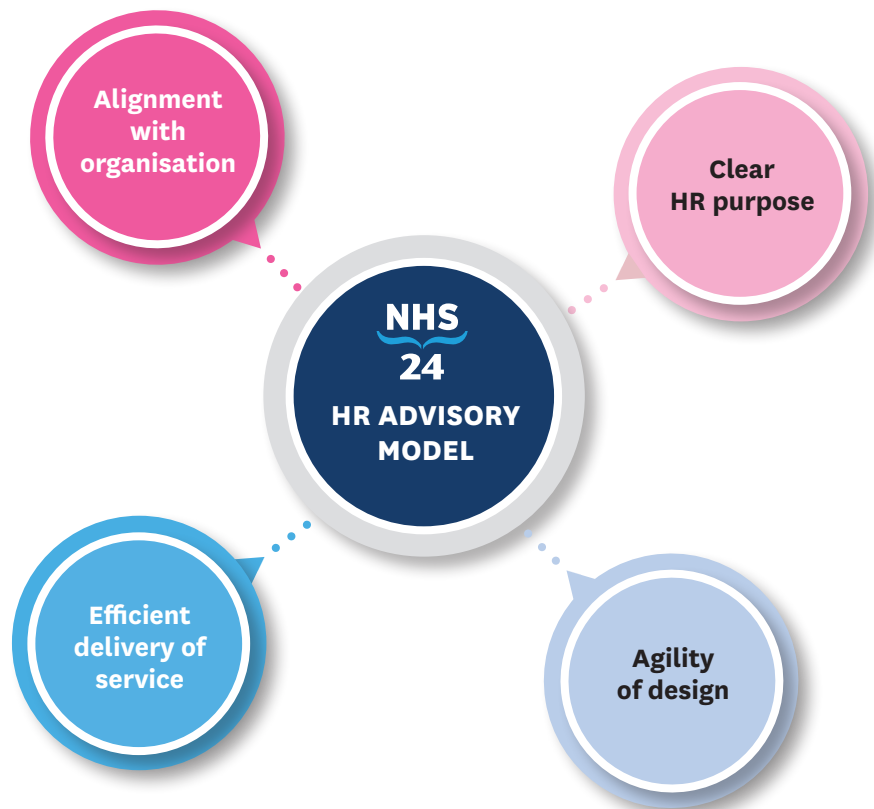 Alignment
with
organisation
Clear
HR purpose
NHS
24
HR ADVISORY
MODEL
Efficient
delivery of
service
Agility
of design